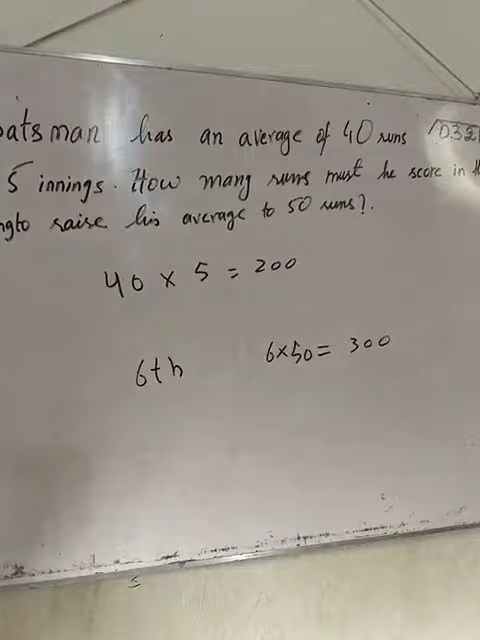 batsman has an average of 40 runs
5 innings. How many runs must he score in
to raise his average to 50 runs?.
40 x 5 = 200
6th 6x50= 300